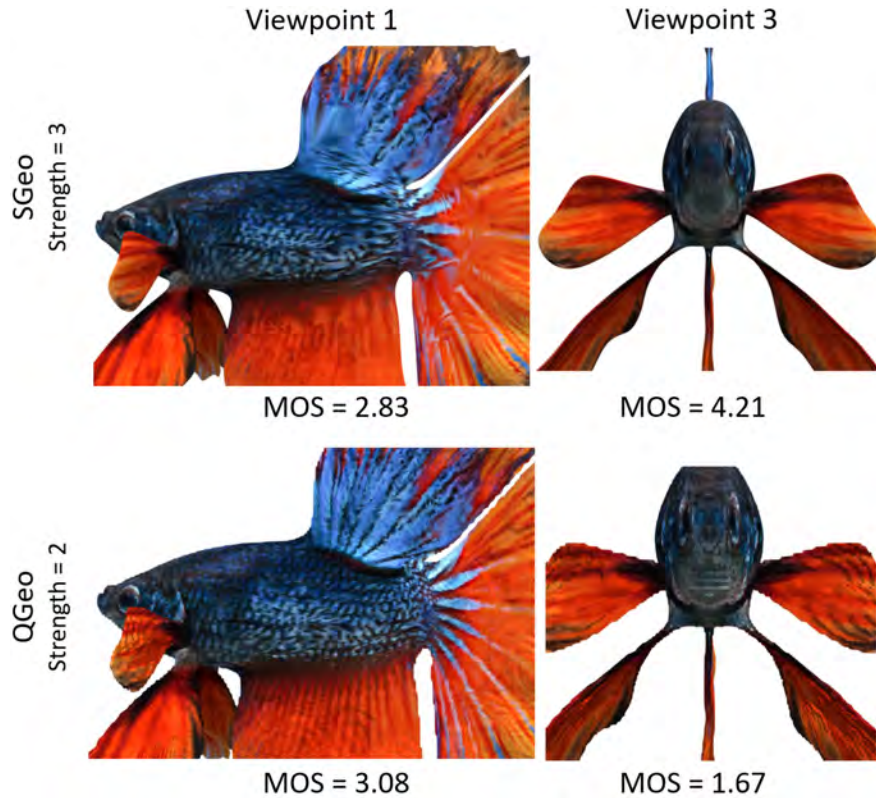 Viewpoint 1
Viewpoint 3
SGeo
Strength = 3
MOS = 2.83
MOS = 4.21
QGeo
Strength = 2
MOS = 3.08
MOS = 1.67